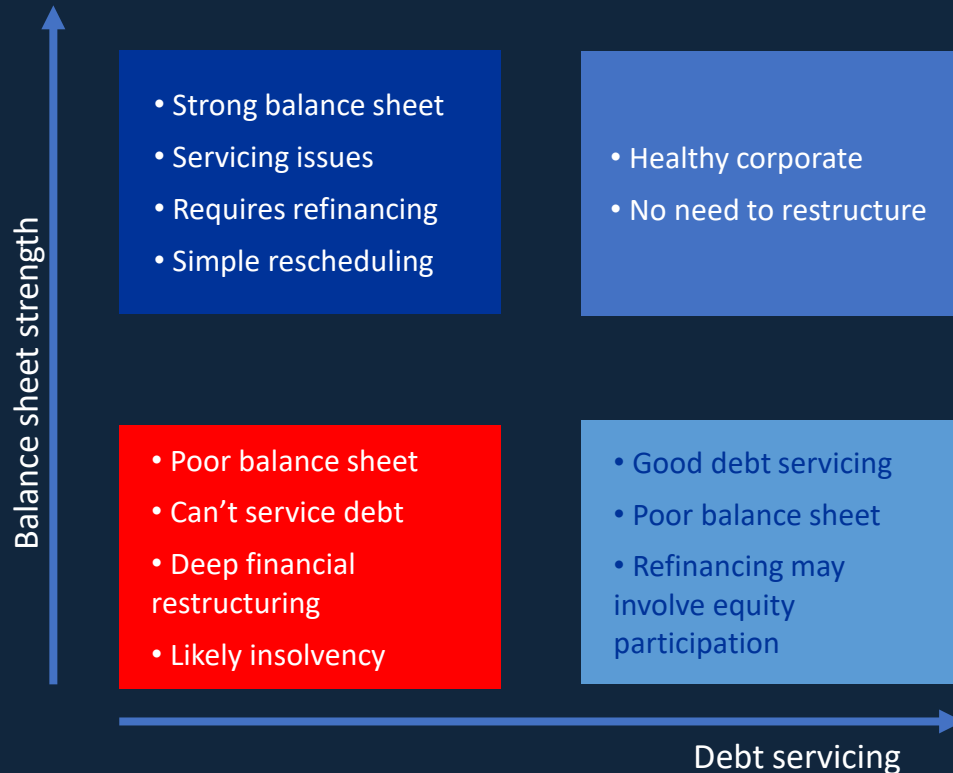 • Strong balance sheet
• Servicing issues
• Requires refinancing
• Simple rescheduling
• Healthy corporate
• No need to restructure
Balance sheet strength
• Poor balance sheet
• Can’t service debt
• Deep financial
restructuring
• Likely insolvency
• Good debt servicing
• Poor balance sheet
• Refinancing may
involve equity
participation
Debt servicing